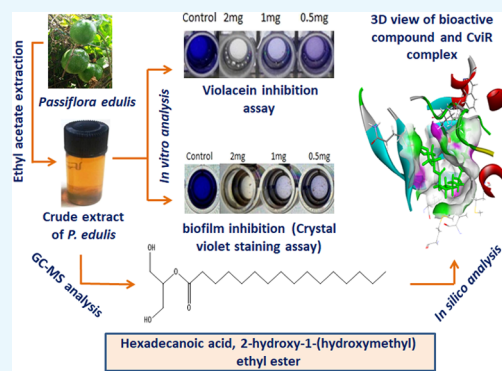 Ethyl acetate extraction
Passiflora edulis
Crude extract
of P. edulis
GC-MS analysis
In vitro analysis
Control 2mg 1mg 0.5mg
Violacein inhibition
assay
Control 2mg 1mg 0.5mg
biofilm inhibition (Crystal
violet staining assay)
3D view of bioactive
compound and CviR
complex
In silico analysis
OH
O
O
HO
Hexadecanoic acid, 2-hydroxy-1-(hydroxymethyl)
ethyl ester